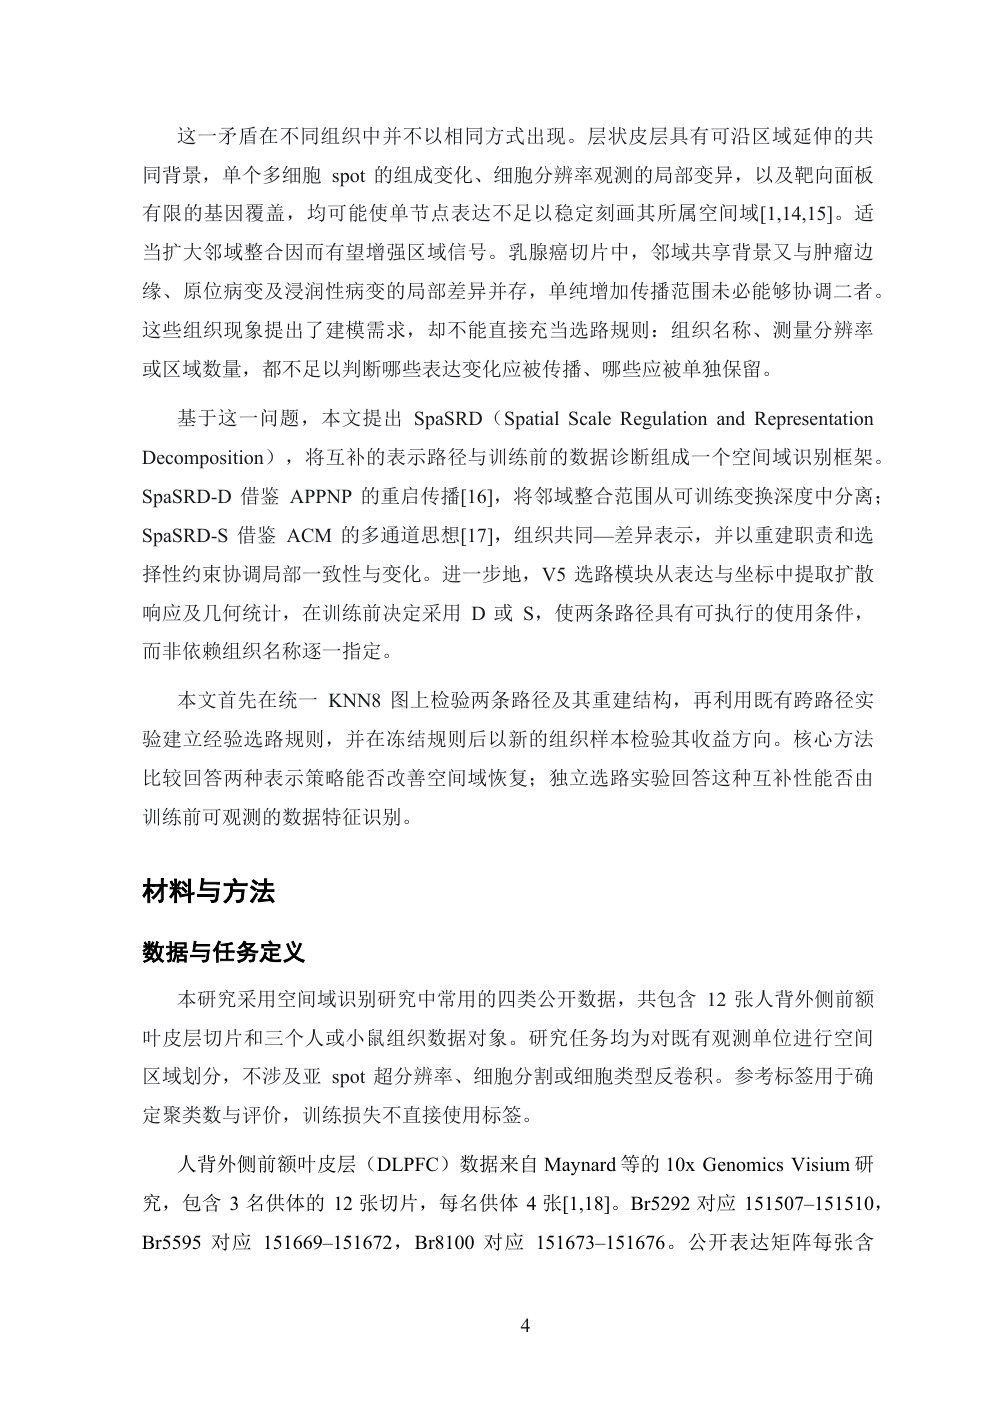 这一矛盾在不同组织中并不以相同方式出现。层状皮层具有可沿区域延伸的共
同背景，单个多细胞 spot 的组成变化、细胞分辨率观测的局部变异，以及靶向面板
有限的基因覆盖，均可能使单节点表达不足以稳定刻画其所属空间域[1,14,15]。适
当扩大邻域整合因而有望增强区域信号。乳腺癌切片中，邻域共享背景又与肿瘤边
缘、原位病变及浸润性病变的局部差异并存，单纯增加传播范围未必能够协调二者。
这些组织现象提出了建模需求，却不能直接充当选路规则：组织名称、测量分辨率
或区域数量，都不足以判断哪些表达变化应被传播、哪些应被单独保留。
基于这一问题，本文提出 SpaSRD（Spatial Scale Regulation and Representation
Decomposition），将互补的表示路径与训练前的数据诊断组成一个空间域识别框架。
SpaSRD-D 借鉴 APPNP 的重启传播[16]，将邻域整合范围从可训练变换深度中分离；
SpaSRD-S 借鉴 ACM 的多通道思想[17]，组织共同—差异表示，并以重建职责和选
择性约束协调局部一致性与变化。进一步地，V5 选路模块从表达与坐标中提取扩散
响应及几何统计，在训练前决定采用 D 或 S，使两条路径具有可执行的使用条件，
而非依赖组织名称逐一指定。
本文首先在统一 KNN8 图上检验两条路径及其重建结构，再利用既有跨路径实
验建立经验选路规则，并在冻结规则后以新的组织样本检验其收益方向。核心方法
比较回答两种表示策略能否改善空间域恢复；独立选路实验回答这种互补性能否由
训练前可观测的数据特征识别。
材料与方法
数据与任务定义
本研究采用空间域识别研究中常用的四类公开数据，共包含 12 张人背外侧前额
叶皮层切片和三个人或小鼠组织数据对象。研究任务均为对既有观测单位进行空间
区域划分，不涉及亚 spot 超分辨率、细胞分割或细胞类型反卷积。参考标签用于确
定聚类数与评价，训练损失不直接使用标签。
人背外侧前额叶皮层（DLPFC）数据来自 Maynard 等的 10x Genomics Visium 研
究，包含 3 名供体的 12 张切片，每名供体 4 张[1,18]。Br5292 对应 151507–151510，
Br5595 对应 151669–151672，Br8100 对应 151673–151676。公开表达矩阵每张含
4